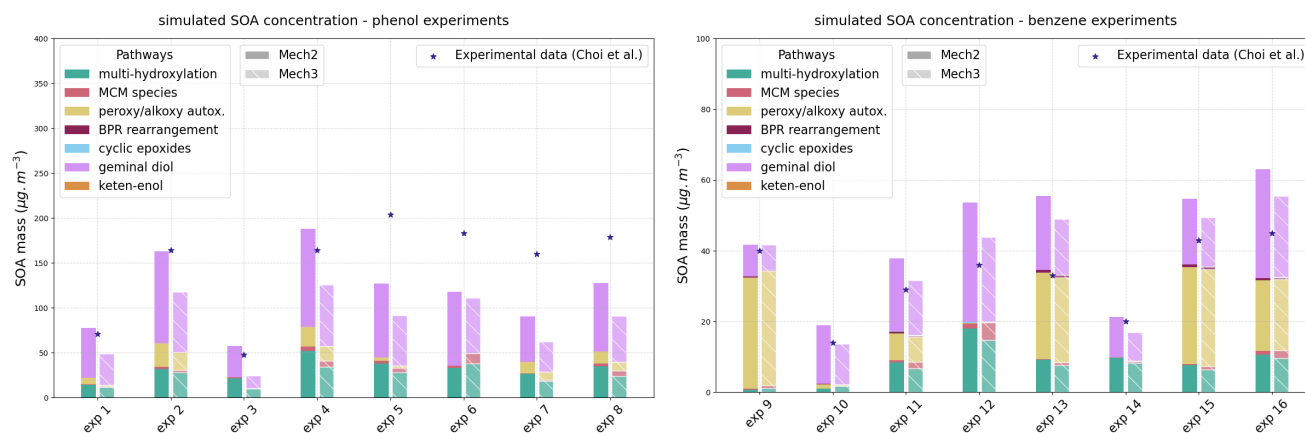 simulated SOA concentration - phenol experiments
SOA mass (μg. m⁻³)
400
350
300
250
200
150
100
50
0
Pathways
multi-hydroxylation
MCM species
peroxy/alkoxy autox.
BPR rearrangement
cyclic epoxides
geminal diol
keten-enol
Mech2
Mech3
Experimental data (Choi et al.)
exp 1
exp 2
exp 3
exp 4
exp 5
exp 6
exp 7
exp 8
simulated SOA concentration - benzene experiments
SOA mass (μg. m⁻³)
100
80
60
40
20
0
Pathways
multi-hydroxylation
MCM species
peroxy/alkoxy autox.
BPR rearrangement
cyclic epoxides
geminal diol
keten-enol
Mech2
Mech3
Experimental data (Choi et al.)
exp 9
exp 10
exp 11
exp 12
exp 13
exp 14
exp 15
exp 16